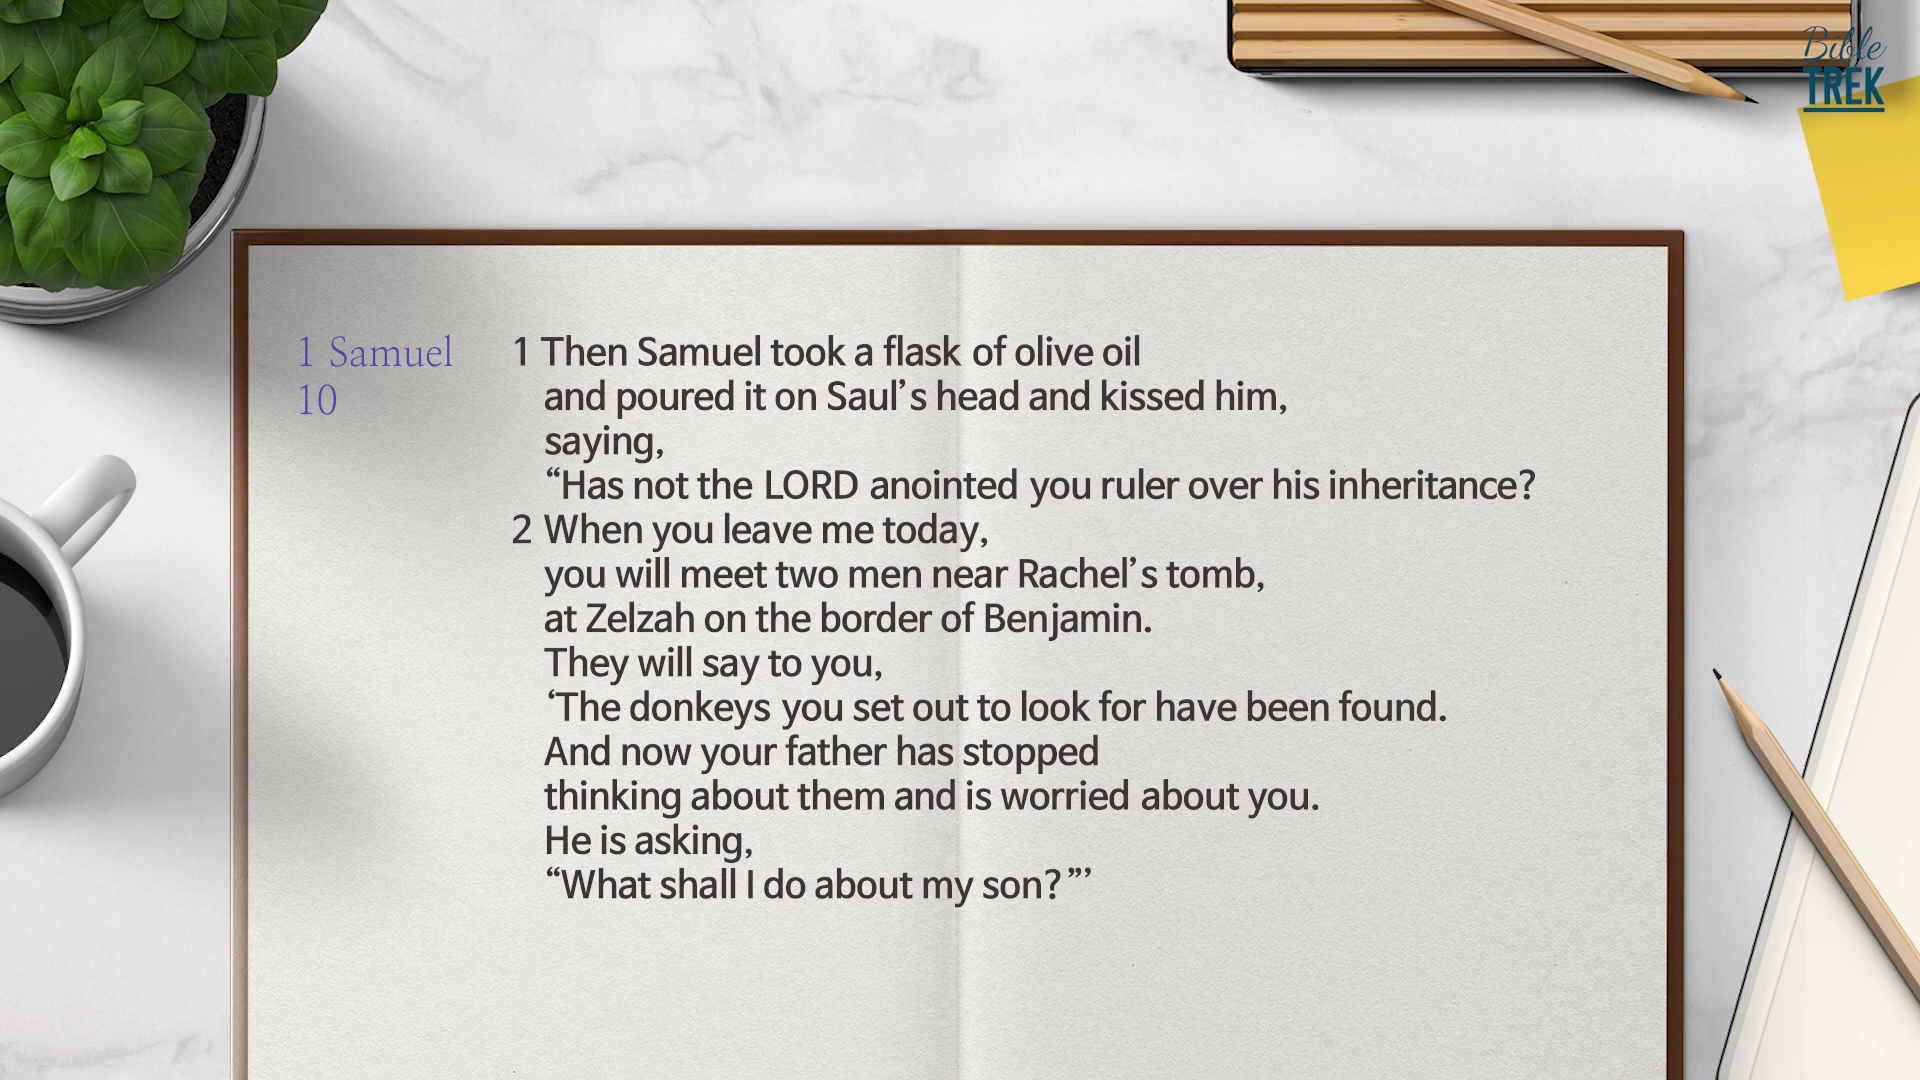 Bible
TREK
1 Samuel
10
1 Then Samuel took a flask of olive oil
and poured it on Saul’s head and kissed him,
saying,
“Has not the LORD anointed you ruler over his inheritance?
2 When you leave me today,
you will meet two men near Rachel’s tomb,
at Zelzah on the border of Benjamin.
They will say to you,
‘The donkeys you set out to look for have been found.
And now your father has stopped
thinking about them and is worried about you.
He is asking,
“What shall I do about my son?”’